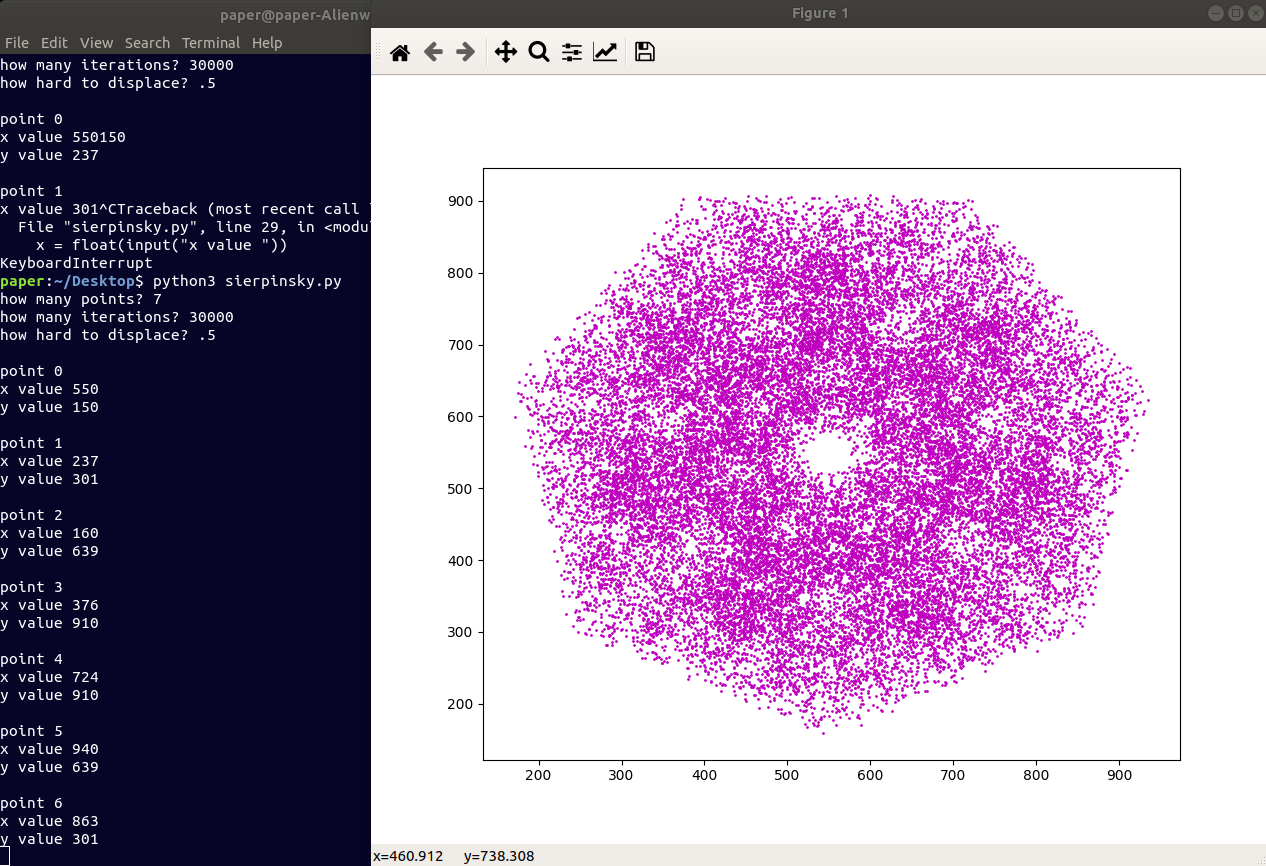 paper@paper-Alienw
File Edit View Search Terminal Help
how many iterations? 30000
how hard to displace? .5
point 0
x value 550150
y value 237
point 1
x value 301^CTraceback (most recent call
File "sierpinsky.py", line 29, in <modu
x = float(input("x value "))
KeyboardInterrupt
paper:~/Desktop$ python3 sierpinsky.py
how many points? 7
how many iterations? 30000
how hard to displace? .5
point 0
x value 550
y value 150
point 1
x value 237
y value 301
point 2
x value 160
y value 639
point 3
x value 376
y value 910
point 4
x value 724
y value 910
point 5
x value 940
y value 639
point 6
x value 863
y value 301
Figure 1
900
800
700
600
500
400
300
200
200 300 400 500 600 700 800 900
x=460.912 y=738.308